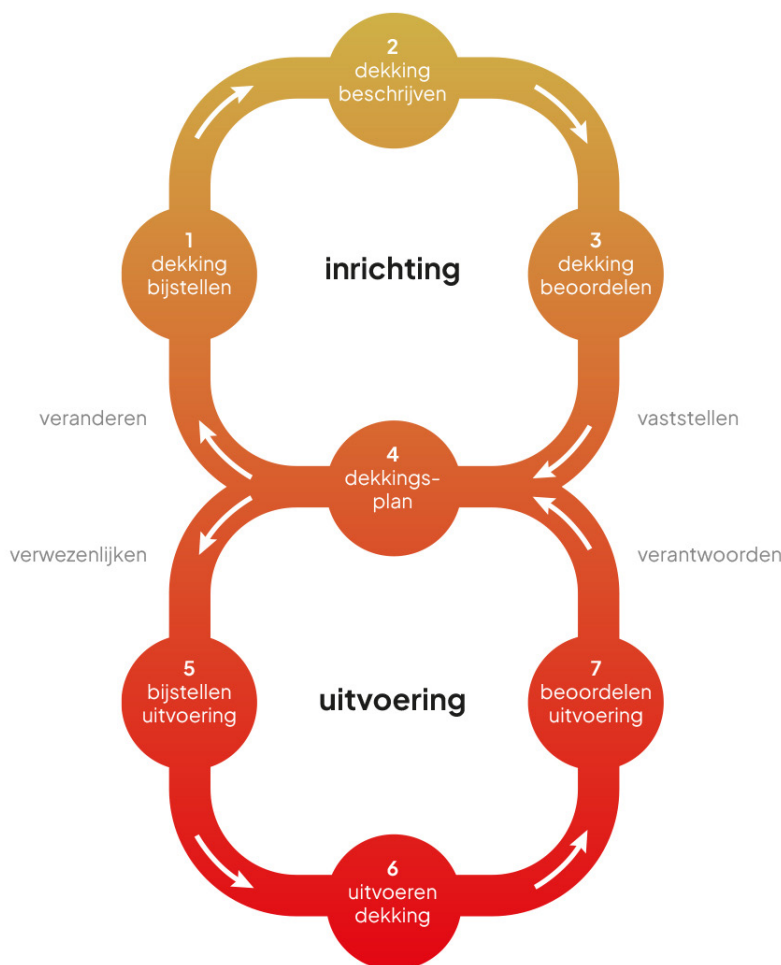 2
dekking
beschrijven
1
dekking
bijstellen
inrichting
3
dekking
beoordelen
veranderen
vaststellen
4
dekkings-
plan
verwezenlijken
verantwoorden
5
bijstellen
uitvoering
uitvoering
7
beoordelen
uitvoering
6
uitvoeren
dekking